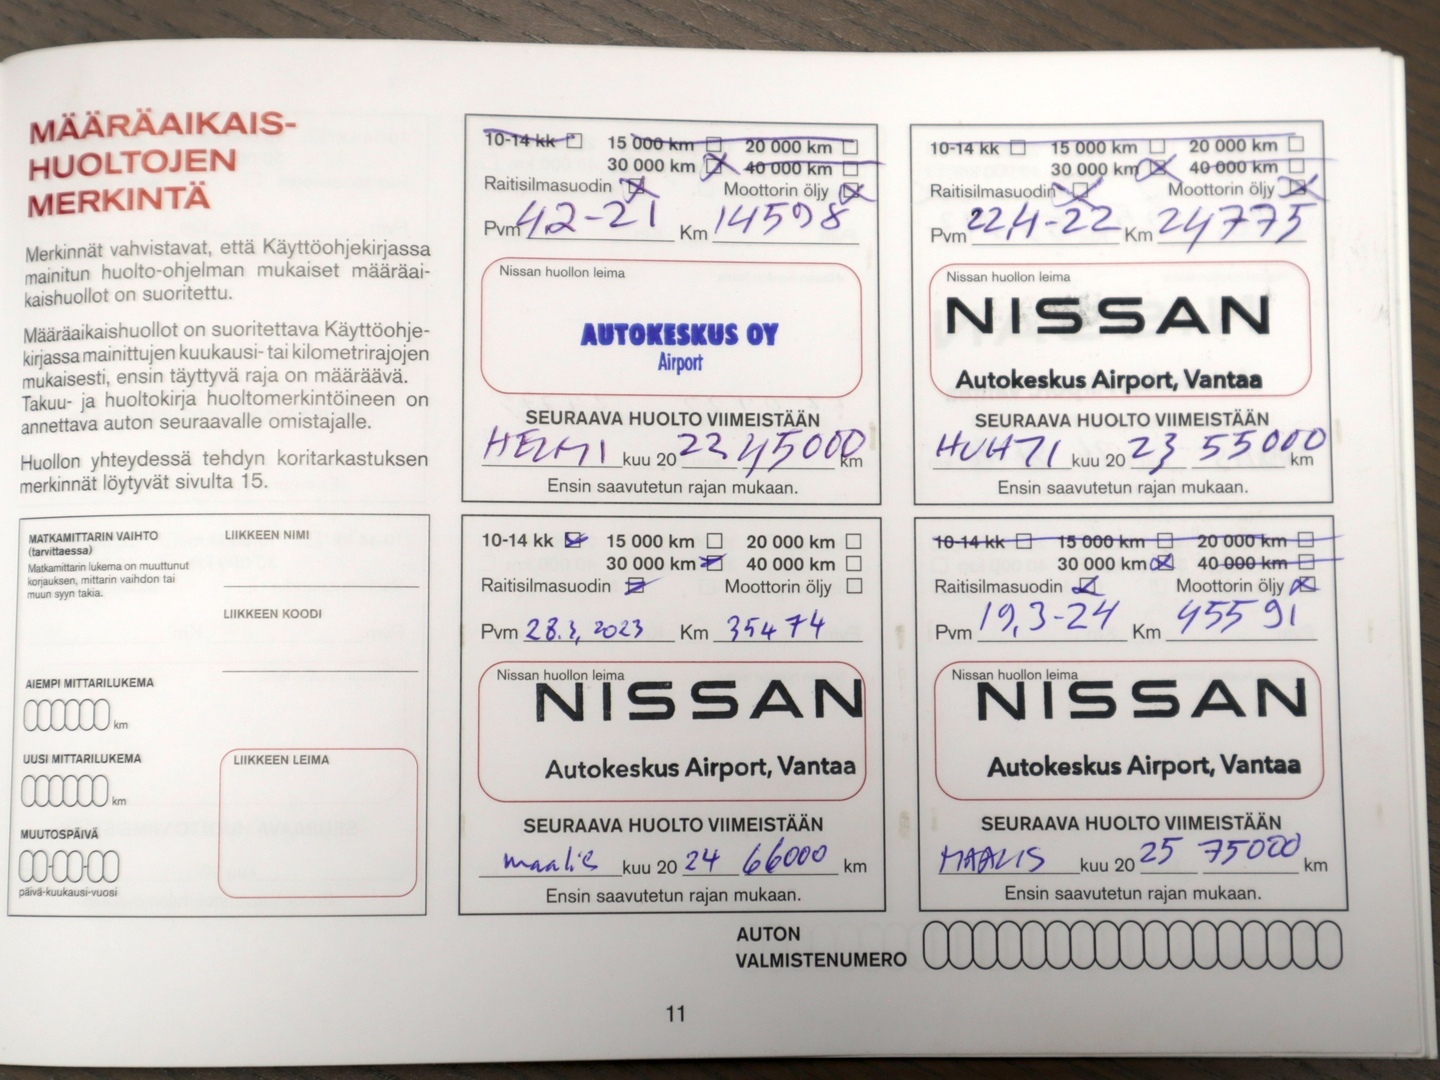 MÄÄRÄAIKAIS-
HUOLTOJEN
MERKINTÄ
Merkinnät vahvistavat, että Käyttöohjekirjassa
mainitun huolto-ohjelman mukaiset määräai-
kaishuollot on suoritettu.
Määräaikaishuollot on suoritettava Käyttöohje-
kirjassa mainittujen kuukausi- tai kilometrirajojen
mukaisesti, ensin täyttyvä raja on määräävä.
Takuu- ja huoltokirja huoltomerkintöineen on
annettava auton seuraavalle omistajalle.
Huollon yhteydessä tehdyn koritarkastuksen
merkinnät löytyvät sivulta 15.
MATKAMITTARIN VAIHTO
(tarvittaessa)
Matkamittarin lukema on muuttunut
korjauksen, mittarin vaihdon tai
muun syyn takia.
LIIKKEEN NIMI
LIIKKEEN KOODI
AIEMPI MITTARILUKEMA
km
UUSI MITTARILUKEMA
km
MUUTOSPÄIVÄ
päivä-kuukausi-vuosi
LIIKKEEN LEIMA
10-14 kk 15 000 km 20 000 km
30 000 km 40 000 km
Raitisilmasuodin Moottorin öljy
Pvm 4,2-21 Km 14598
Nissan huollon leima
AUTOKESKUS OY
Airport
SEURAAVA HUOLTO VIIMEISTÄÄN
HELMI kuu 20 22 45000 km
Ensin saavutetun rajan mukaan.
10-14 kk 15 000 km 20 000 km
30 000 km 40 000 km
Raitisilmasuodin Moottorin öljy
Pvm 22,4-22 Km 24775
Nissan huollon leima
NISSAN
Autokeskus Airport, Vantaa
SEURAAVA HUOLTO VIIMEISTÄÄN
HUHTI kuu 20 23 55000 km
Ensin saavutetun rajan mukaan.
10-14 kk 15 000 km 20 000 km
30 000 km 40 000 km
Raitisilmasuodin Moottorin öljy
Pvm 28.3, 2023 Km 35474
Nissan huollon leima
NISSAN
Autokeskus Airport, Vantaa
SEURAAVA HUOLTO VIIMEISTÄÄN
maalis kuu 20 24 66000 km
Ensin saavutetun rajan mukaan.
10-14 kk 15 000 km 20 000 km
30 000 km 40 000 km
Raitisilmasuodin Moottorin öljy
Pvm 19,3-24 Km 45591
Nissan huollon leima
NISSAN
Autokeskus Airport, Vantaa
SEURAAVA HUOLTO VIIMEISTÄÄN
MAALIS kuu 20 25 75000 km
Ensin saavutetun rajan mukaan.
AUTON
VALMISTENUMERO
11